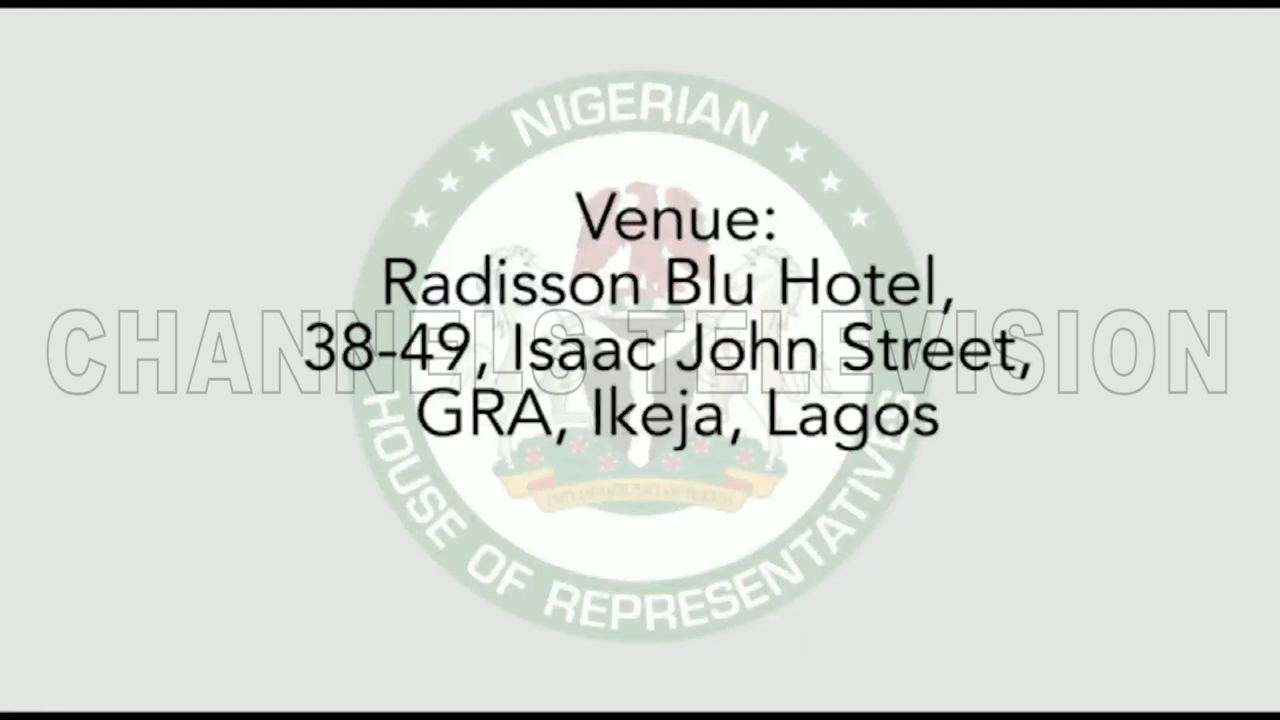 NIGERIAN
Venue:
Radisson Blu Hotel,
38-49, Isaac John Street,
GRA, Ikeja, Lagos
CHANNELS TELEVISION
HOUSE OF REPRESENTATIVES